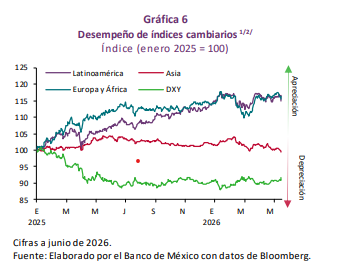 Gráfica 6
Desempeño de índices cambiarios 1/2/
Índice (enero 2025 = 100)
125
120
115
110
105
100
95
90
85
Latinoamérica
Asia
Europa y África
DXY
Apreciación
Depreciación
E M M J S N E M M J
2025 2026
Cifras a junio de 2026.
Fuente: Elaborado por el Banco de México con datos de Bloomberg.